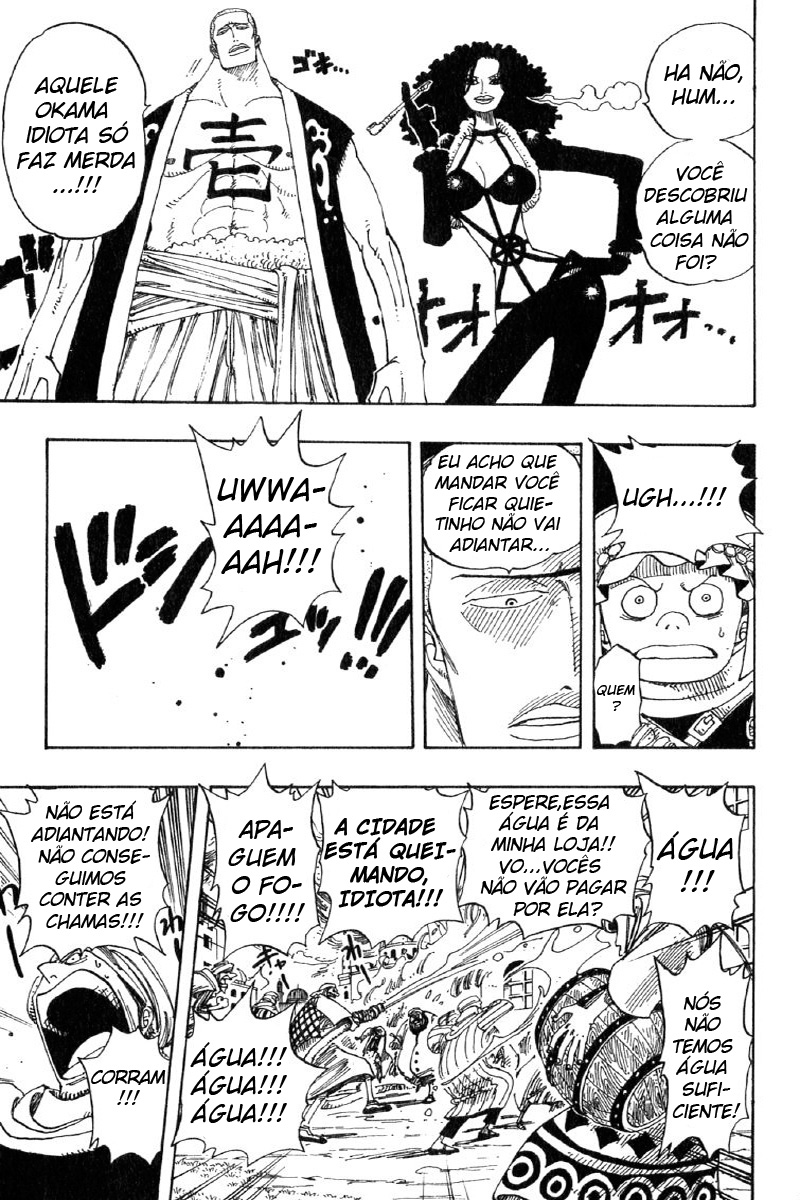 HA NÃO,
HUM...
VOCÊ
DESCOBRIU
ALGUMA
COISA NÃO
FOI?
ゴキ...
AQUELE
OKAMA
IDIOTA SÓ
FAZ MERDA
...!!!
壱
オオオオ...
UGH...!!!
QUEM
?
EU ACHO QUE
MANDAR VOCÊ
FICAR QUIE-
TINHO NÃO VAI
ADIANTAR...
UWWA-
AAAA-
AAH!!!
ドン
ユッ!!!
ÁGUA
!!!
NÓS
NÃO
TEMOS
ÁGUA
SUFI-
CIENTE!
ESPERE,ESSA
ÁGUA É DA
MINHA LOJA!!
VO...VOCÊS
NÃO VÃO PAGAR
POR ELA?
A CIDADE
ESTÁ QUEI-
MANDO,
IDIOTA!!!
APA-
GUEM
O FO-
GO!!!!
ÁGUA!!!
ÁGUA!!!
ÁGUA!!!
NÃO ESTÁ
ADIANTANDO!
NÃO CONSE-
GUIMOS
CONTER AS
CHAMAS!!!
CORRAM
!!!